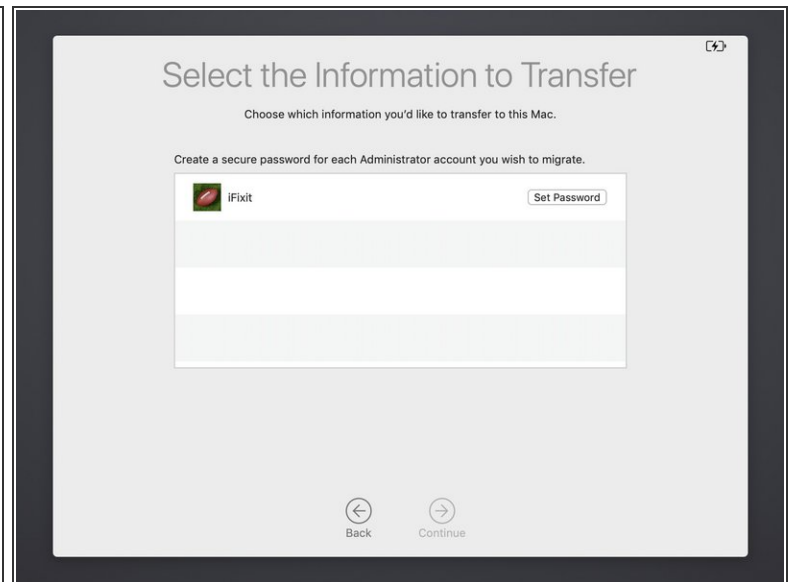 Select the Information to Transfer
Choose which information you'd like to transfer to this Mac.
Create a secure password for each Administrator account you wish to migrate.
iFixit Set Password
Back Continue